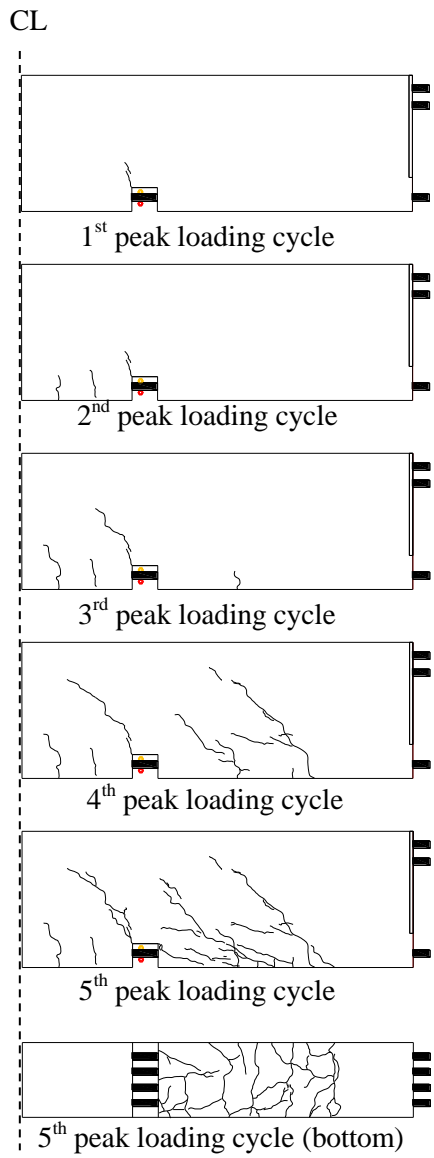 CL
1st peak loading cycle
2nd peak loading cycle
3rd peak loading cycle
4th peak loading cycle
5th peak loading cycle
5th peak loading cycle (bottom)